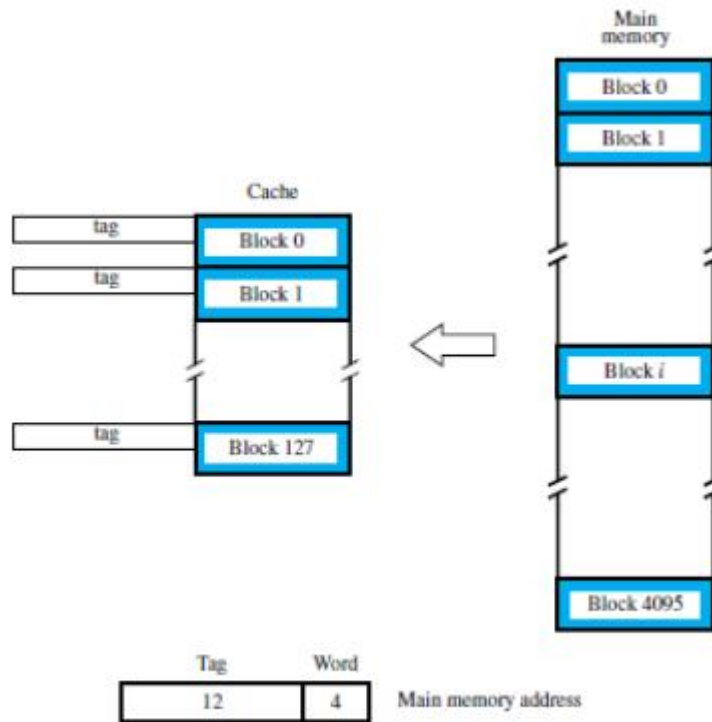 Main
memory
Block 0
Block 1
Cache
tag
Block 0
tag
Block 1
Block i
tag
Block 127
Block 4095
Tag
Word
12
4
Main memory address